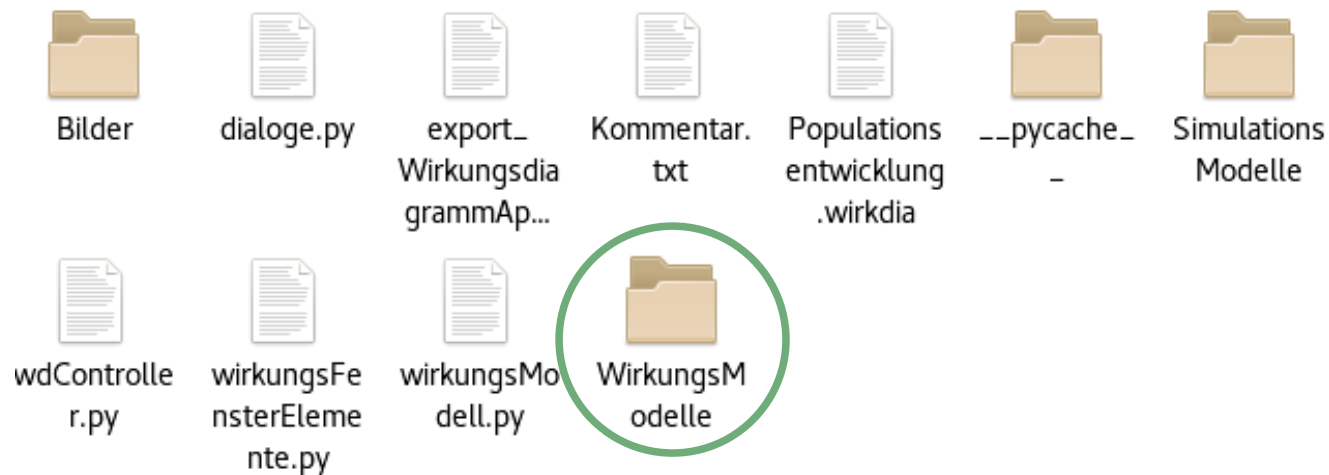 Bilder
dialoge.py
export_
Wirkungsdia
grammAp...
Kommentar.
txt
Populations
entwicklung
.wirkdia
__pycache_
_
Simulations
Modelle
wdControlle
r.py
wirkungsFe
nsterEleme
nte.py
wirkungsMo
dell.py
WirkungsM
odelle